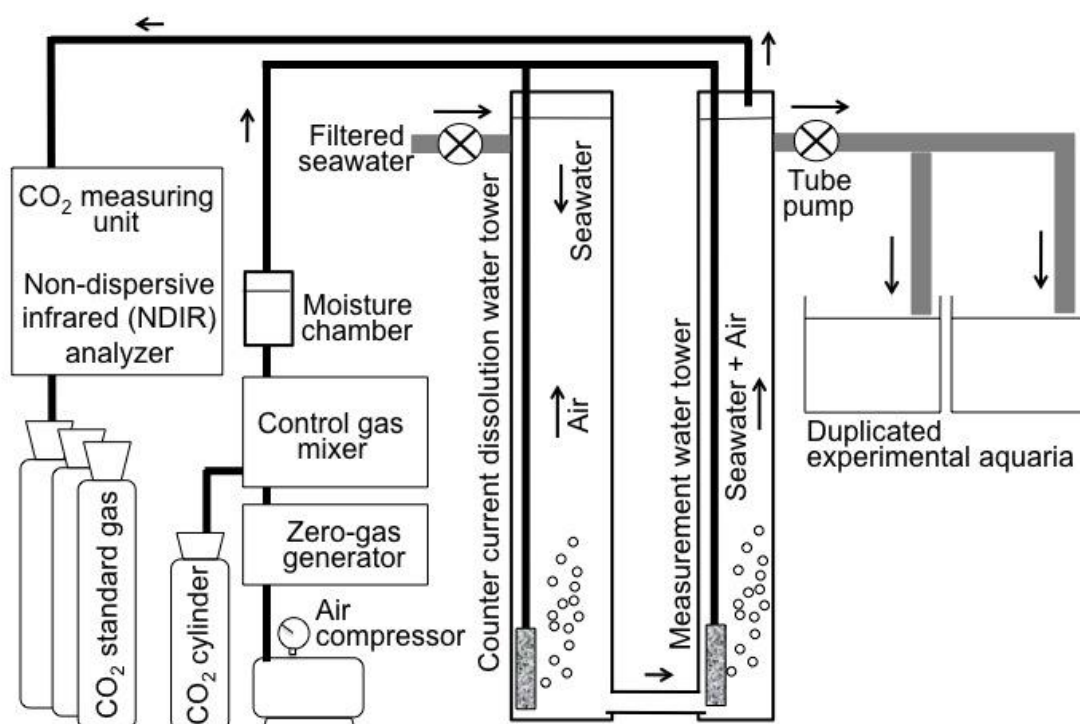 CO₂ measuring
unit
Non-dispersive
infrared (NDIR)
analyzer
CO₂ standard gas
CO₂ cylinder
Moisture
chamber
Control gas
mixer
Zero-gas
generator
Air
compressor
Filtered
seawater
Counter current dissolution water tower
Seawater
Air
Measurement water tower
Seawater + Air
Tube
pump
Duplicated
experimental aquaria